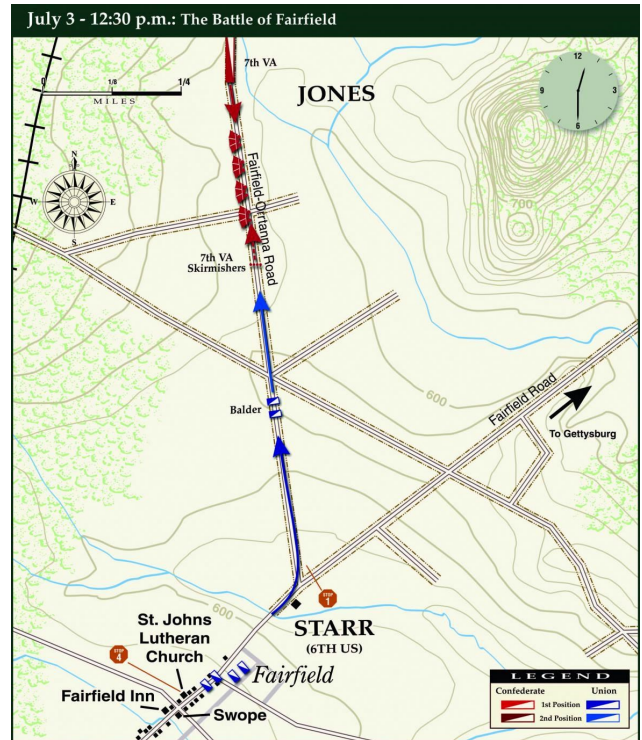 July 3 - 12:30 p.m.: The Battle of Fairfield
7th VA
0 1/8 1/4
MILES
JONES
12
9 3
6
N
W E
S
Fairfield-Orrtanna Road
700
7th VA
Skirmishers
600
Fairfield Road
Balder
To Gettysburg
STOP
1
600
St. Johns
Lutheran
Church
STARR
(6TH US)
STOP
4
Fairfield
Fairfield Inn
Swope
LEGEND
Confederate Union
1st Position
2nd Position